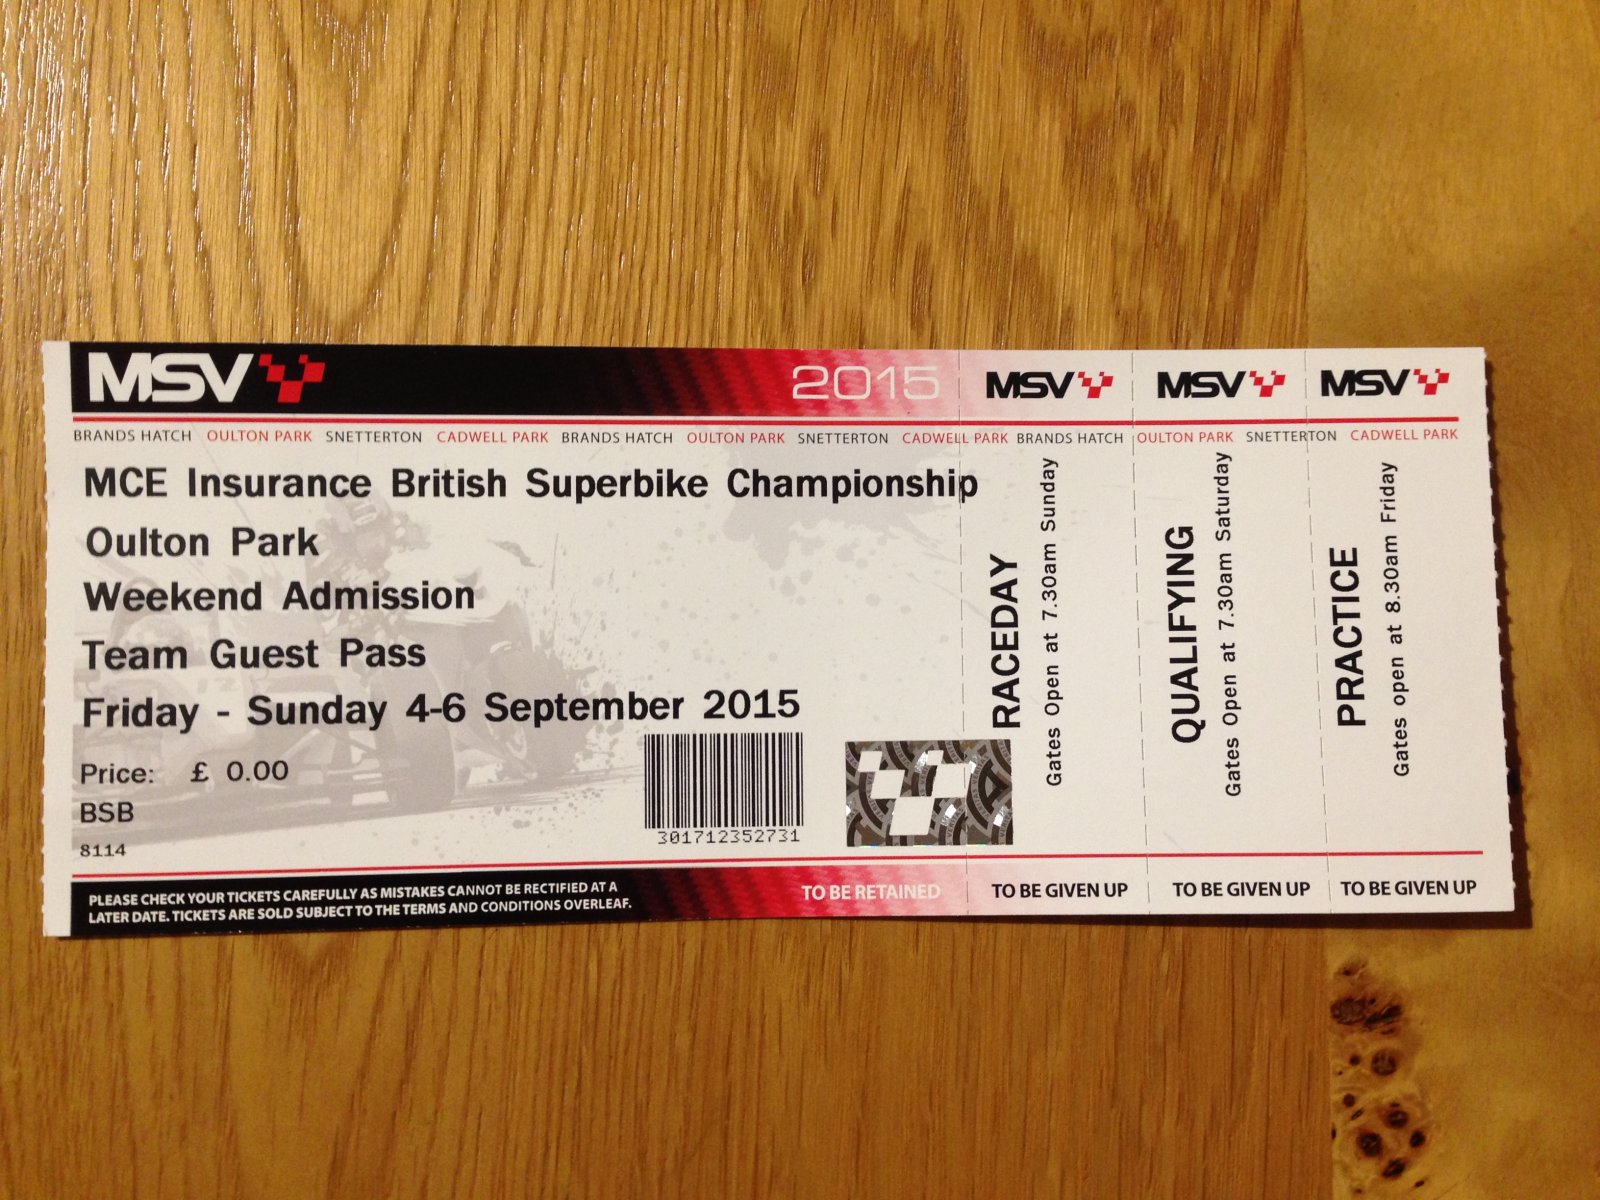 MSV
2015
MSV
MSV
MSV
BRANDS HATCH OULTON PARK SNETTERTON CADWELL PARK BRANDS HATCH OULTON PARK SNETTERTON CADWELL PARK BRANDS HATCH OULTON PARK SNETTERTON CADWELL PARK
MCE Insurance British Superbike Championship
Oulton Park
Weekend Admission
Team Guest Pass
Friday - Sunday 4-6 September 2015
Price: £ 0.00
BSB
8114
301712352731
RACEDAY
Gates Open at 7.30am Sunday
QUALIFYING
Gates Open at 7.30am Saturday
PRACTICE
Gates open at 8.30am Friday
PLEASE CHECK YOUR TICKETS CAREFULLY AS MISTAKES CANNOT BE RECTIFIED AT A
LATER DATE. TICKETS ARE SOLD SUBJECT TO THE TERMS AND CONDITIONS OVERLEAF.
TO BE RETAINED
TO BE GIVEN UP
TO BE GIVEN UP
TO BE GIVEN UP